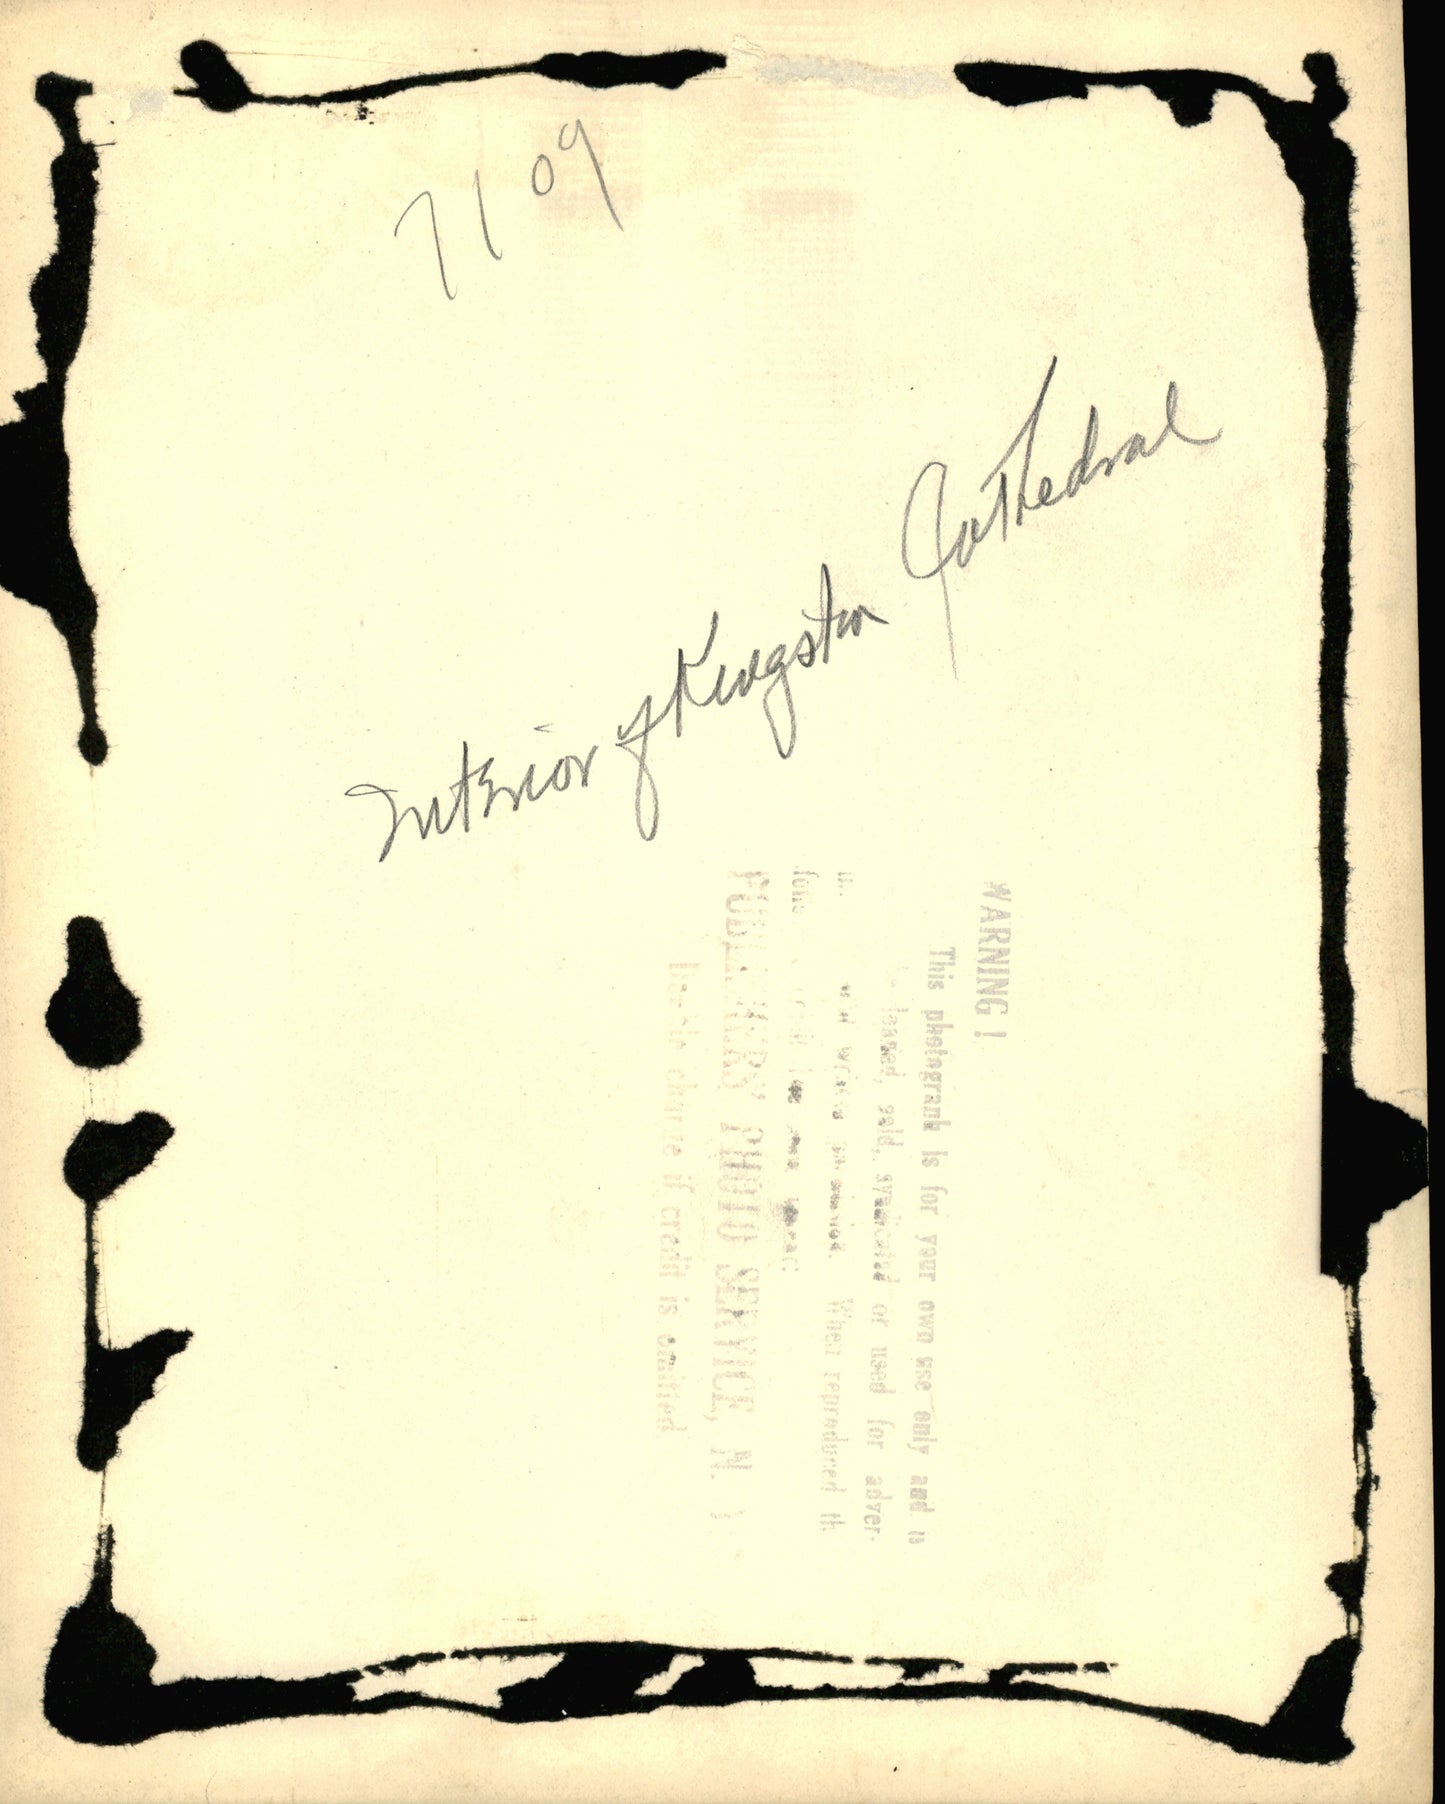 7109
Interior of Kingston Cathedral
WARNING!
This photograph is for your own use only and is
leased, sold, syndicated or used for adver-
When reproduced th
PHOTO SERVICE, N. Y
Double charge if credit is omitted